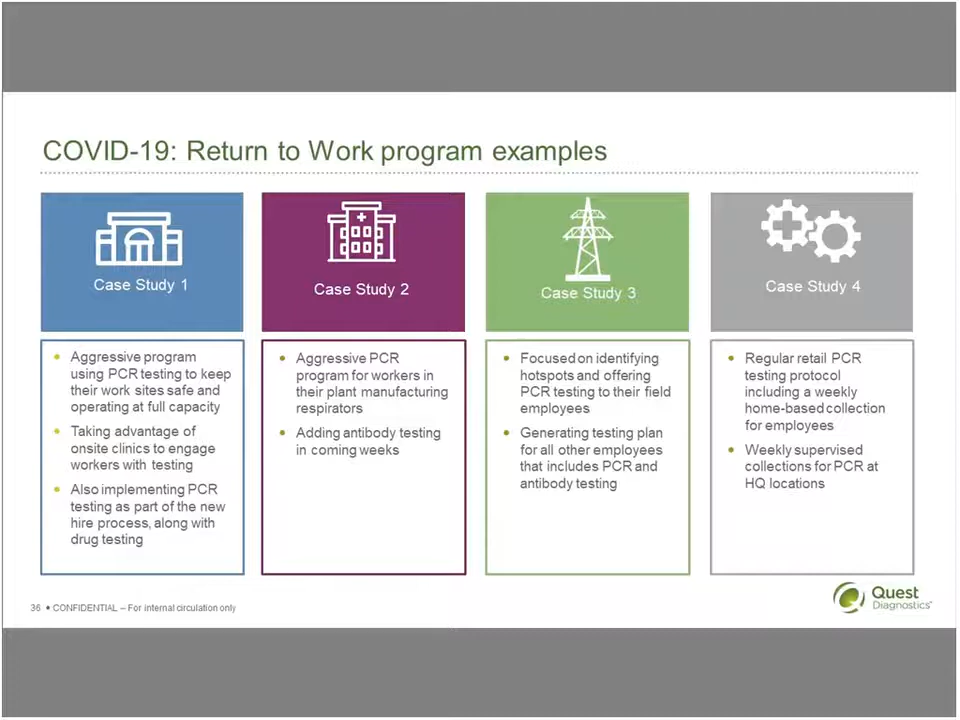 COVID-19: Return to Work program examples
Case Study 1
• Aggressive program
using PCR testing to keep
their work sites safe and
operating at full capacity
• Taking advantage of
onsite clinics to engage
workers with testing
• Also implementing PCR
testing as part of the new
hire process, along with
drug testing
Case Study 2
• Aggressive PCR
program for workers in
their plant manufacturing
respirators
• Adding antibody testing
in coming weeks
Case Study 3
• Focused on identifying
hotspots and offering
PCR testing to their field
employees
• Generating testing plan
for all other employees
that includes PCR and
antibody testing
Case Study 4
• Regular retail PCR
testing protocol
including a weekly
home-based collection
for employees
• Weekly supervised
collections for PCR at
HQ locations
36 • CONFIDENTIAL – For internal circulation only
Quest
Diagnostics